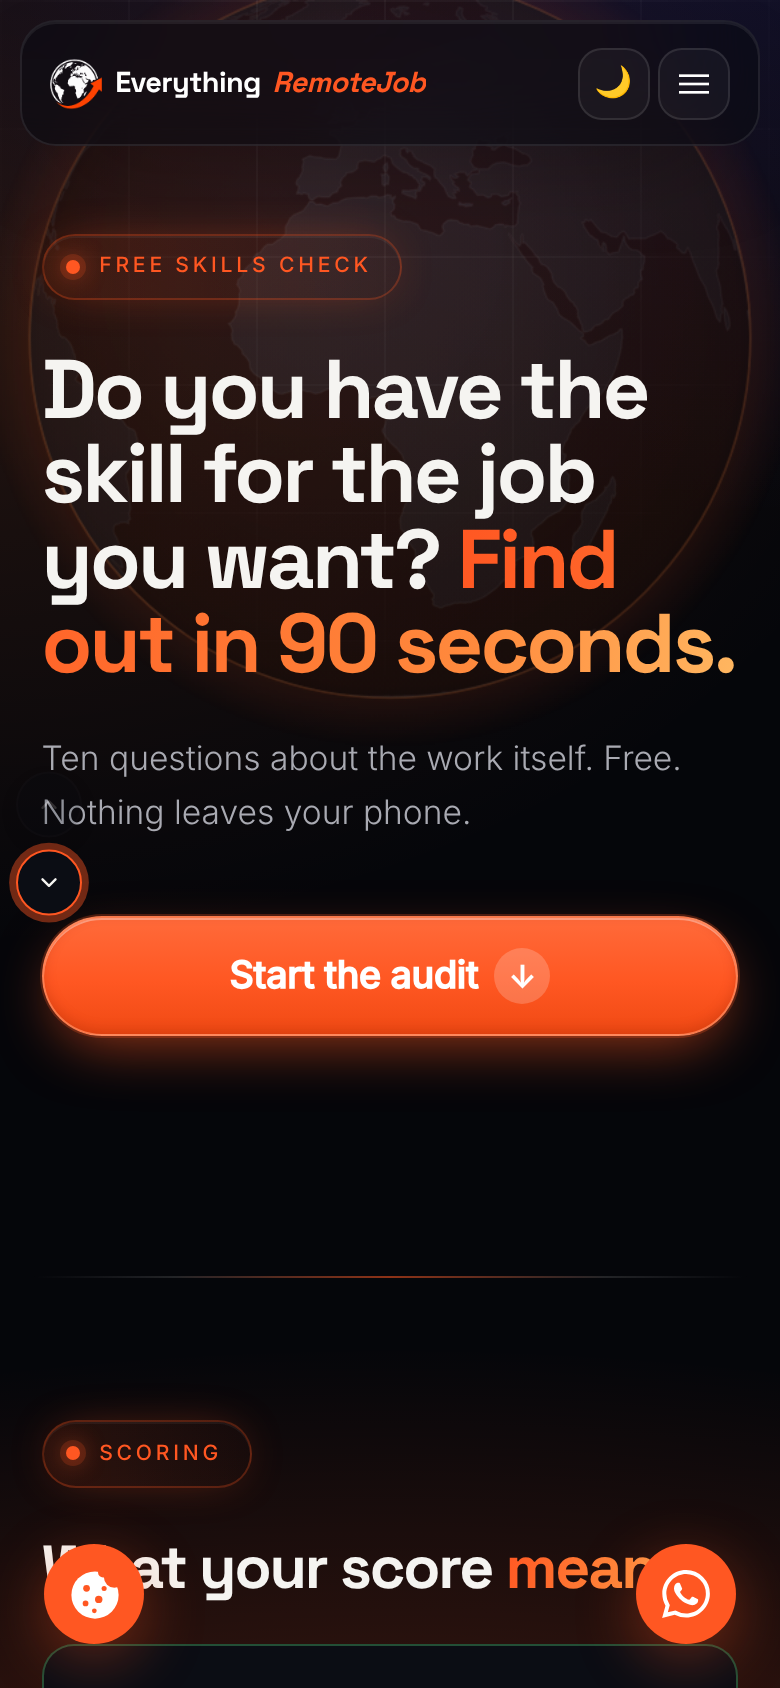 Everything RemoteJob
FREE SKILLS CHECK
Do you have the
skill for the job
you want? Find
out in 90 seconds.
Ten questions about the work itself. Free.
Nothing leaves your phone.
Start the audit
SCORING
your score